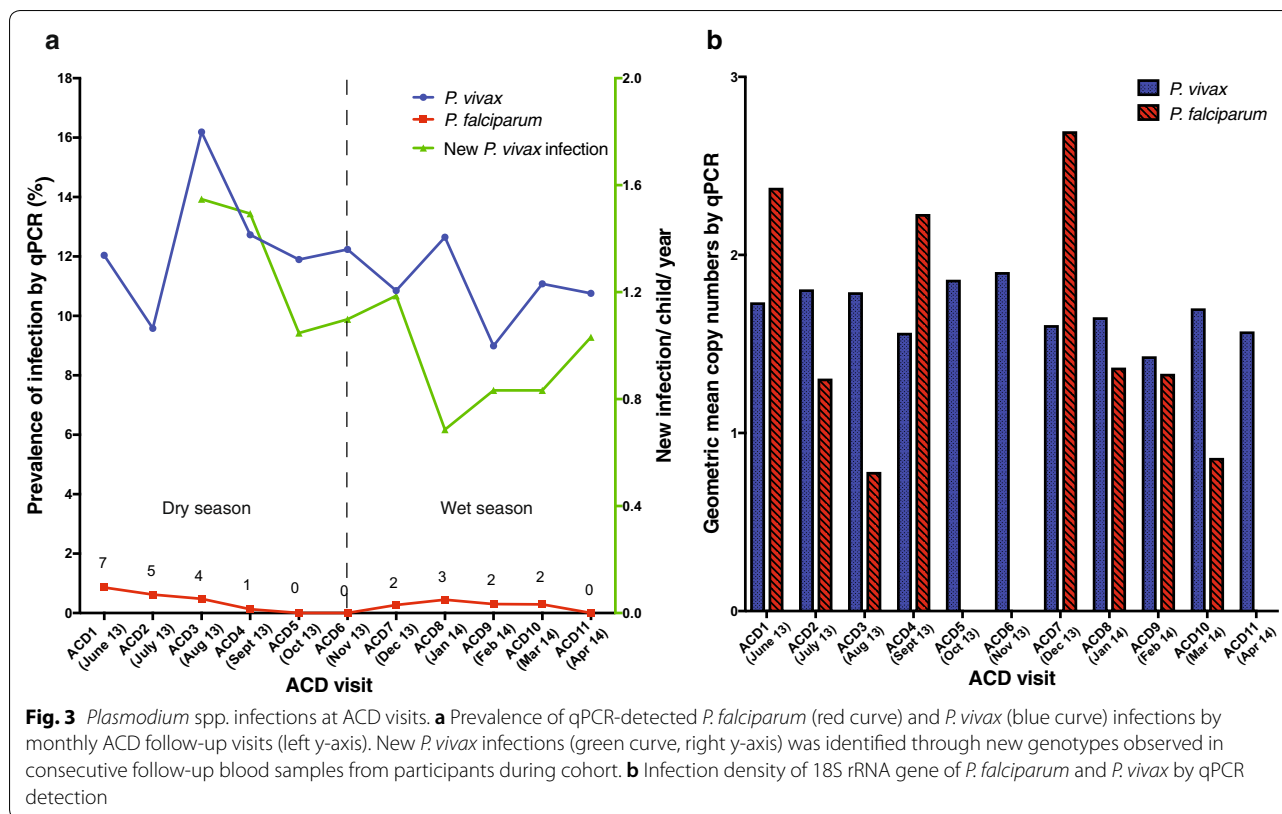 a
18
16
14
12
10
8
6
4
2
0
Prevalence of infection by qPCR (%)
P. vivax
P. falciparum
New P. vivax infection
2.0
1.6
1.2
0.8
0.4
0.0
New infection/ child/ year
Dry season
Wet season
7
5
4
1
0
0
2
3
2
2
0
ACD1
(June 13)
ACD2
(July 13)
ACD3
(Aug 13)
ACD4
(Sept 13)
ACD5
(Oct 13)
ACD6
(Nov 13)
ACD7
(Dec 13)
ACD8
(Jan 14)
ACD9
(Feb 14)
ACD10
(Mar 14)
ACD11
(Apr 14)
ACD visit
b
3
2
1
0
Geometric mean copy numbers by qPCR
P. vivax
P. falciparum
ACD1
(June 13)
ACD2
(July 13)
ACD3
(Aug 13)
ACD4
(Sept 13)
ACD5
(Oct 13)
ACD6
(Nov 13)
ACD7
(Dec 13)
ACD8
(Jan 14)
ACD9
(Feb 14)
ACD10
(Mar 14)
ACD11
(Apr 14)
ACD visit
Fig. 3 Plasmodium spp. infections at ACD visits. a Prevalence of qPCR-detected P. falciparum (red curve) and P. vivax (blue curve) infections by
monthly ACD follow-up visits (left y-axis). New P. vivax infections (green curve, right y-axis) was identified through new genotypes observed in
consecutive follow-up blood samples from participants during cohort. b Infection density of 18S rRNA gene of P. falciparum and P. vivax by qPCR
detection